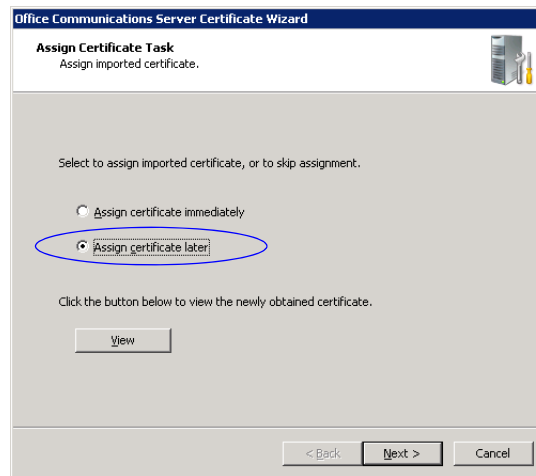 Office Communications Server Certificate Wizard
Assign Certificate Task
Assign imported certificate.
Select to assign imported certificate, or to skip assignment.
Assign certificate immediately
Assign certificate later
Click the button below to view the newly obtained certificate.
View
< Back Next > Cancel